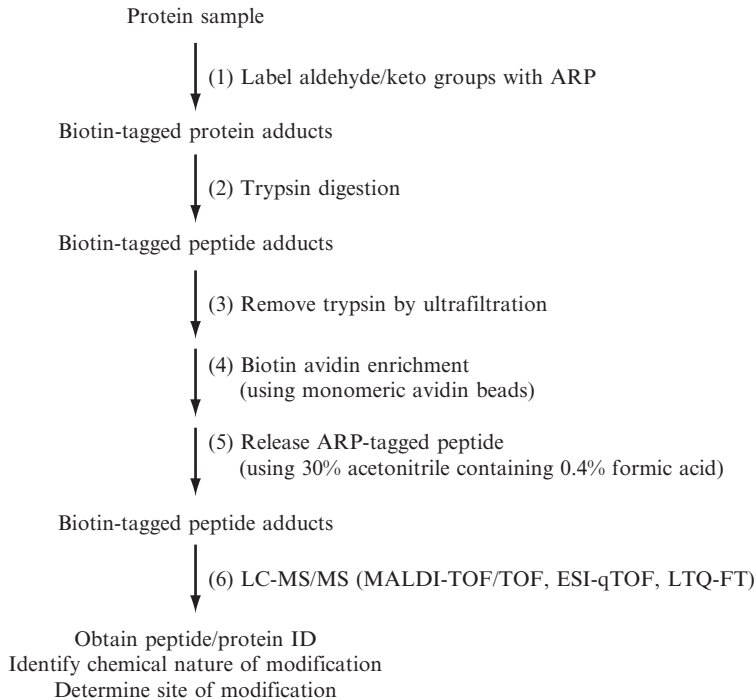 Protein sample
(1) Label aldehyde/keto groups with ARP
Biotin-tagged protein adducts
(2) Trypsin digestion
Biotin-tagged peptide adducts
(3) Remove trypsin by ultrafiltration
(4) Biotin avidin enrichment
(using monomeric avidin beads)
(5) Release ARP-tagged peptide
(using 30% acetonitrile containing 0.4% formic acid)
Biotin-tagged peptide adducts
(6) LC-MS/MS (MALDI-TOF/TOF, ESI-qTOF, LTQ-FT)
Obtain peptide/protein ID
Identify chemical nature of modification
Determine site of modification